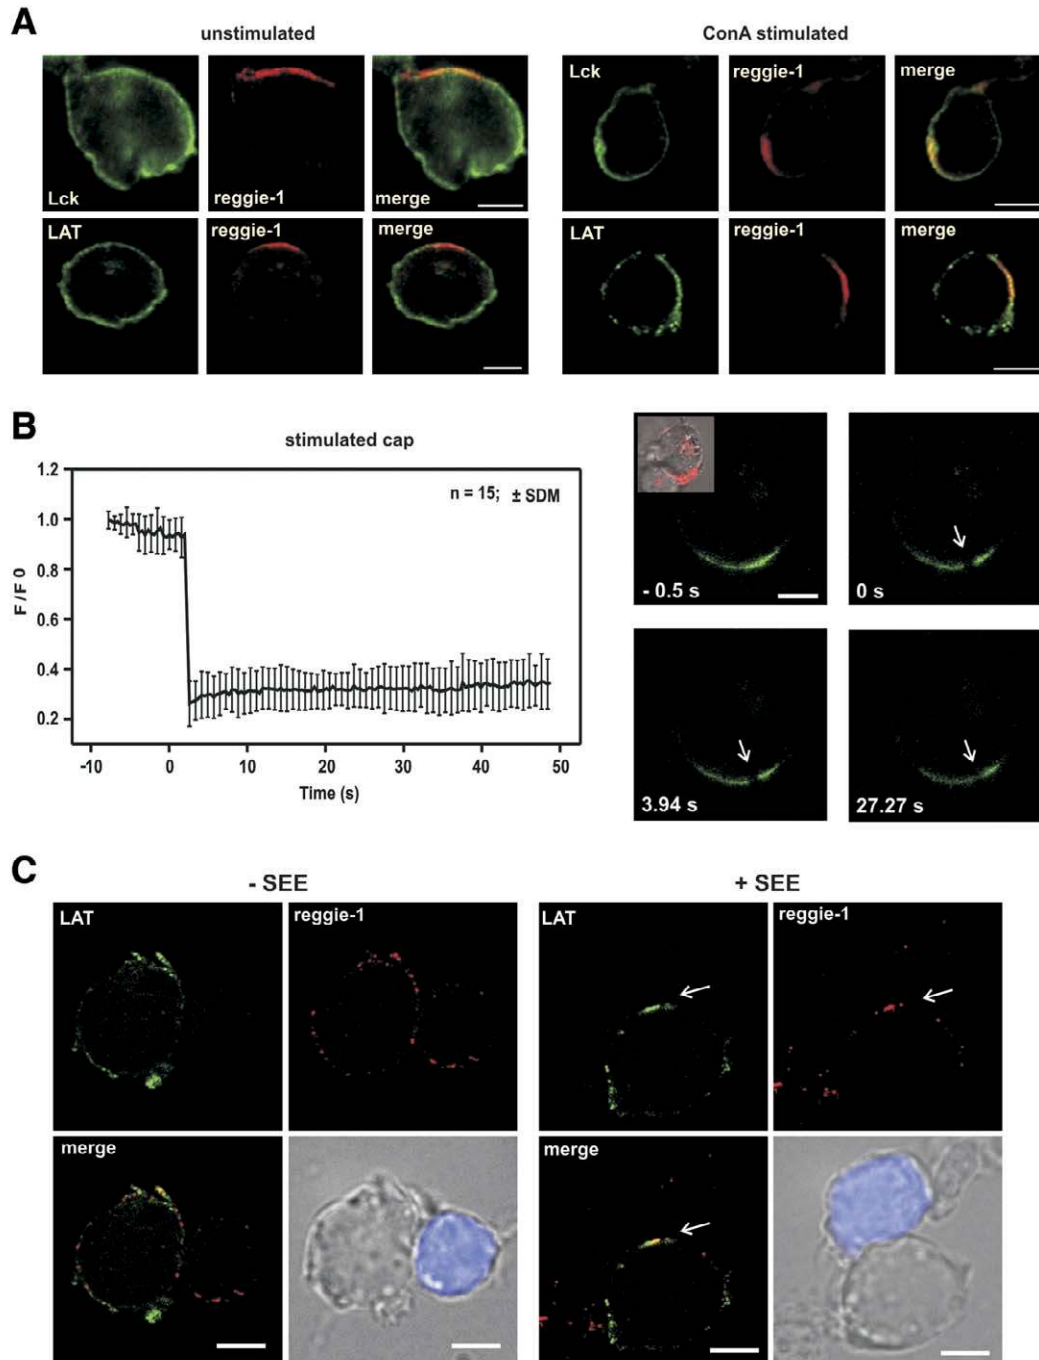 A
unstimulated
ConA stimulated
Lck
reggie-1
merge
Lck
reggie-1
merge
LAT
reggie-1
merge
LAT
reggie-1
merge
B
stimulated cap
n = 15; ± SDM
1.2
1.0
0.8
0.6
0.4
0.2
F / F 0
-10
0
10
20
30
40
50
Time (s)
- 0.5 s
0 s
3.94 s
27.27 s
C
- SEE
+ SEE
LAT
reggie-1
LAT
reggie-1
merge
merge